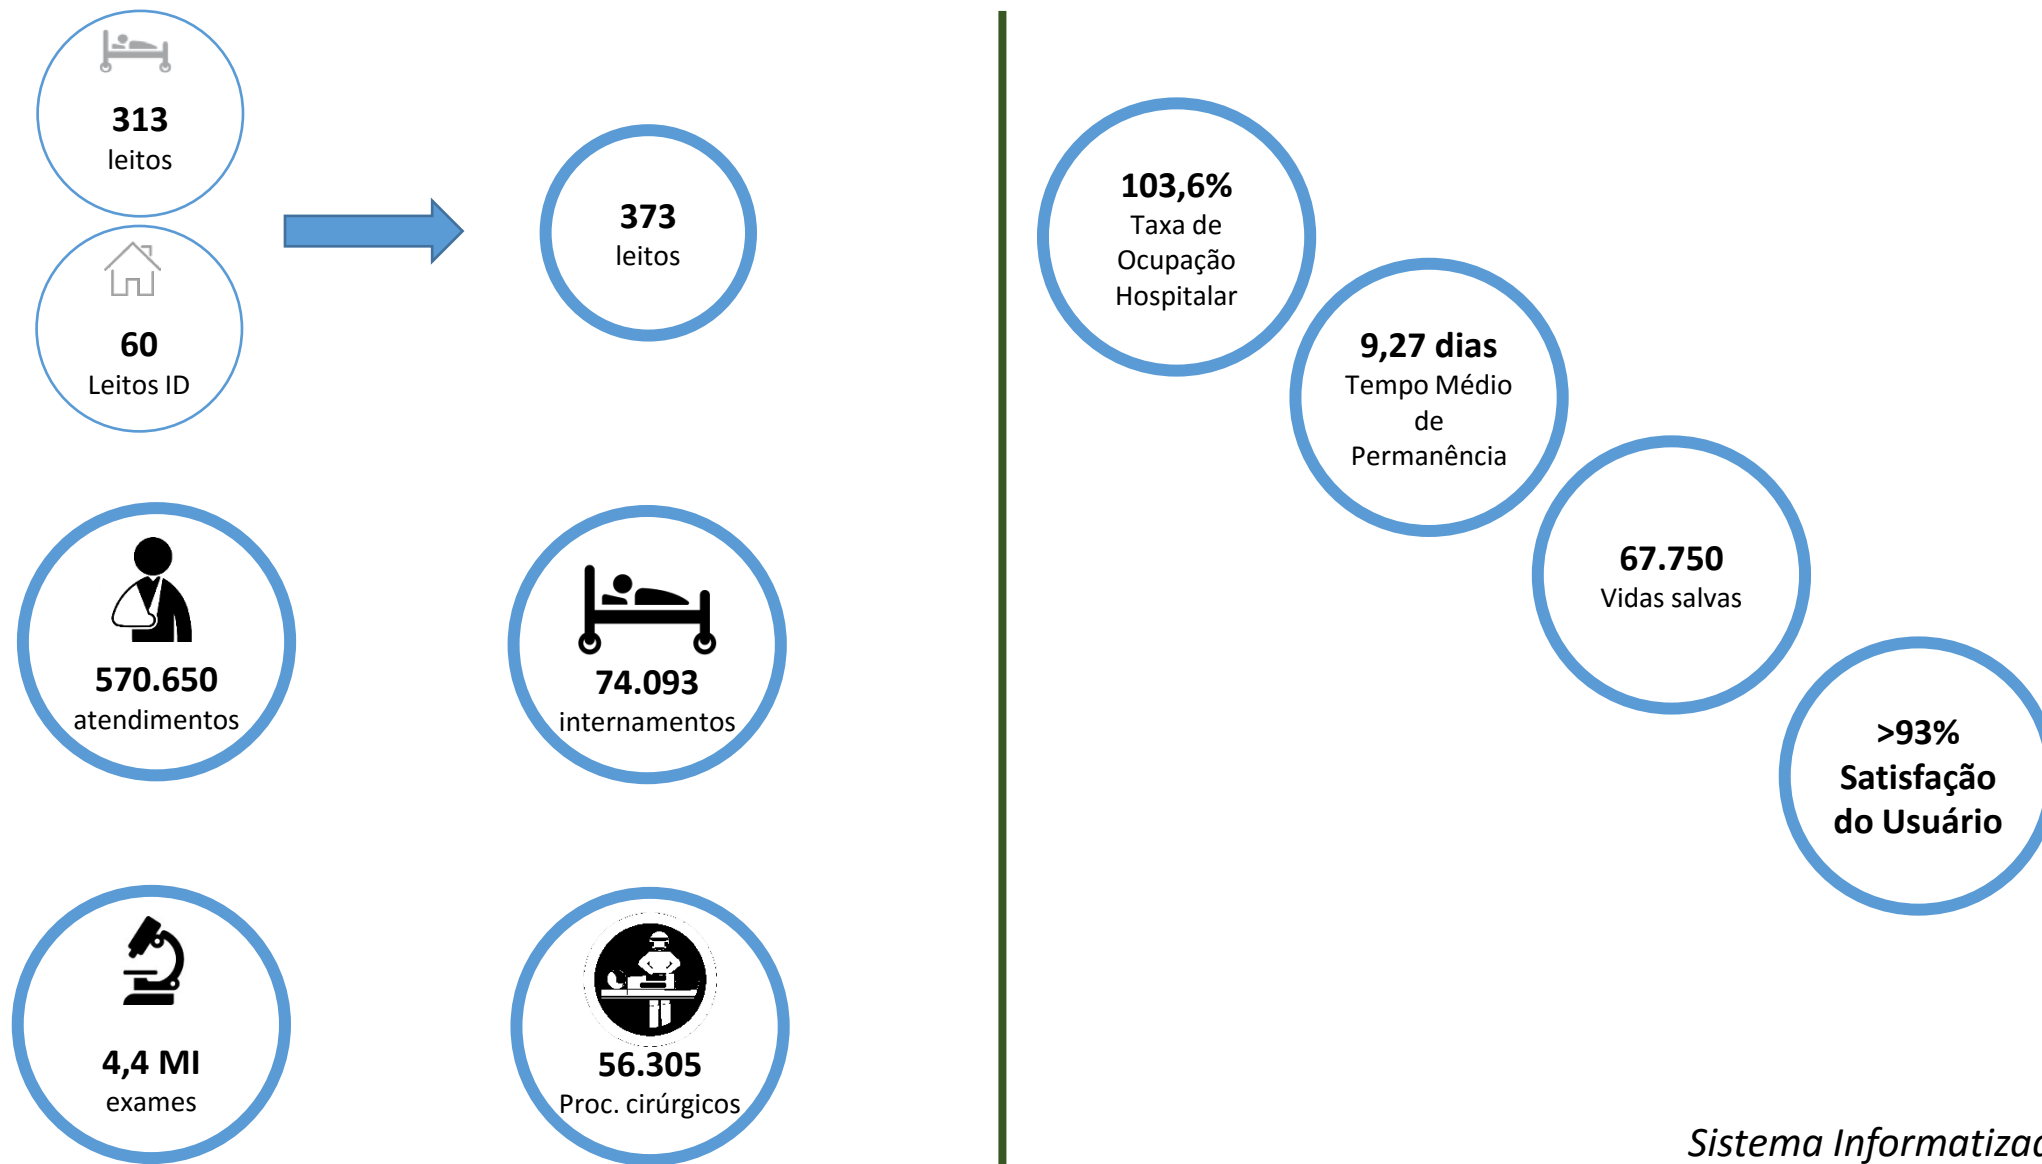 313
leitos
60
Leitos ID
373
leitos
570.650
atendimentos
74.093
internamentos
4,4 MI
exames
56.305
Proc. cirúrgicos
103,6%
Taxa de
Ocupação
Hospitalar
9,27 dias
Tempo Médio
de
Permanência
67.750
Vidas salvas
>93%
Satisfação
do Usuário
Sistema